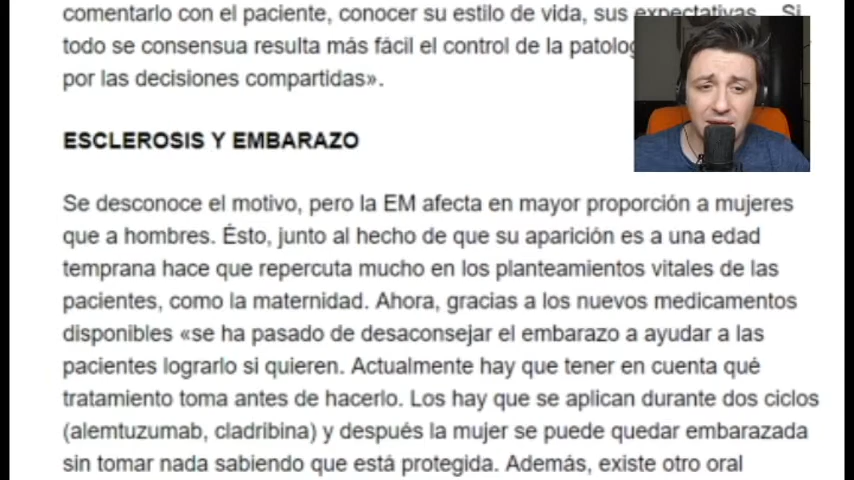 comentarlo con el paciente, conocer su estilo de vida, sus expectativas... Si
todo se consensua resulta más fácil el control de la
por las decisiones compartidas».
ESCLEROSIS Y EMBARAZO
Se desconoce el motivo, pero la EM afecta en mayor proporción a mujeres
que a hombres. Ésto, junto al hecho de que su aparición es a una edad
temprana hace que repercuta mucho en los planteamientos vitales de las
pacientes, como la maternidad. Ahora, gracias a los nuevos medicamentos
disponibles «se ha pasado de desaconsejar el embarazo a ayudar a las
pacientes lograrlo si quieren. Actualmente hay que tener en cuenta qué
tratamiento toma antes de hacerlo. Los hay que se aplican durante dos ciclos
(alemtuzumab, cladribina) y después la mujer se puede quedar embarazada
sin tomar nada sabiendo que está protegida. Además, existe otro oral